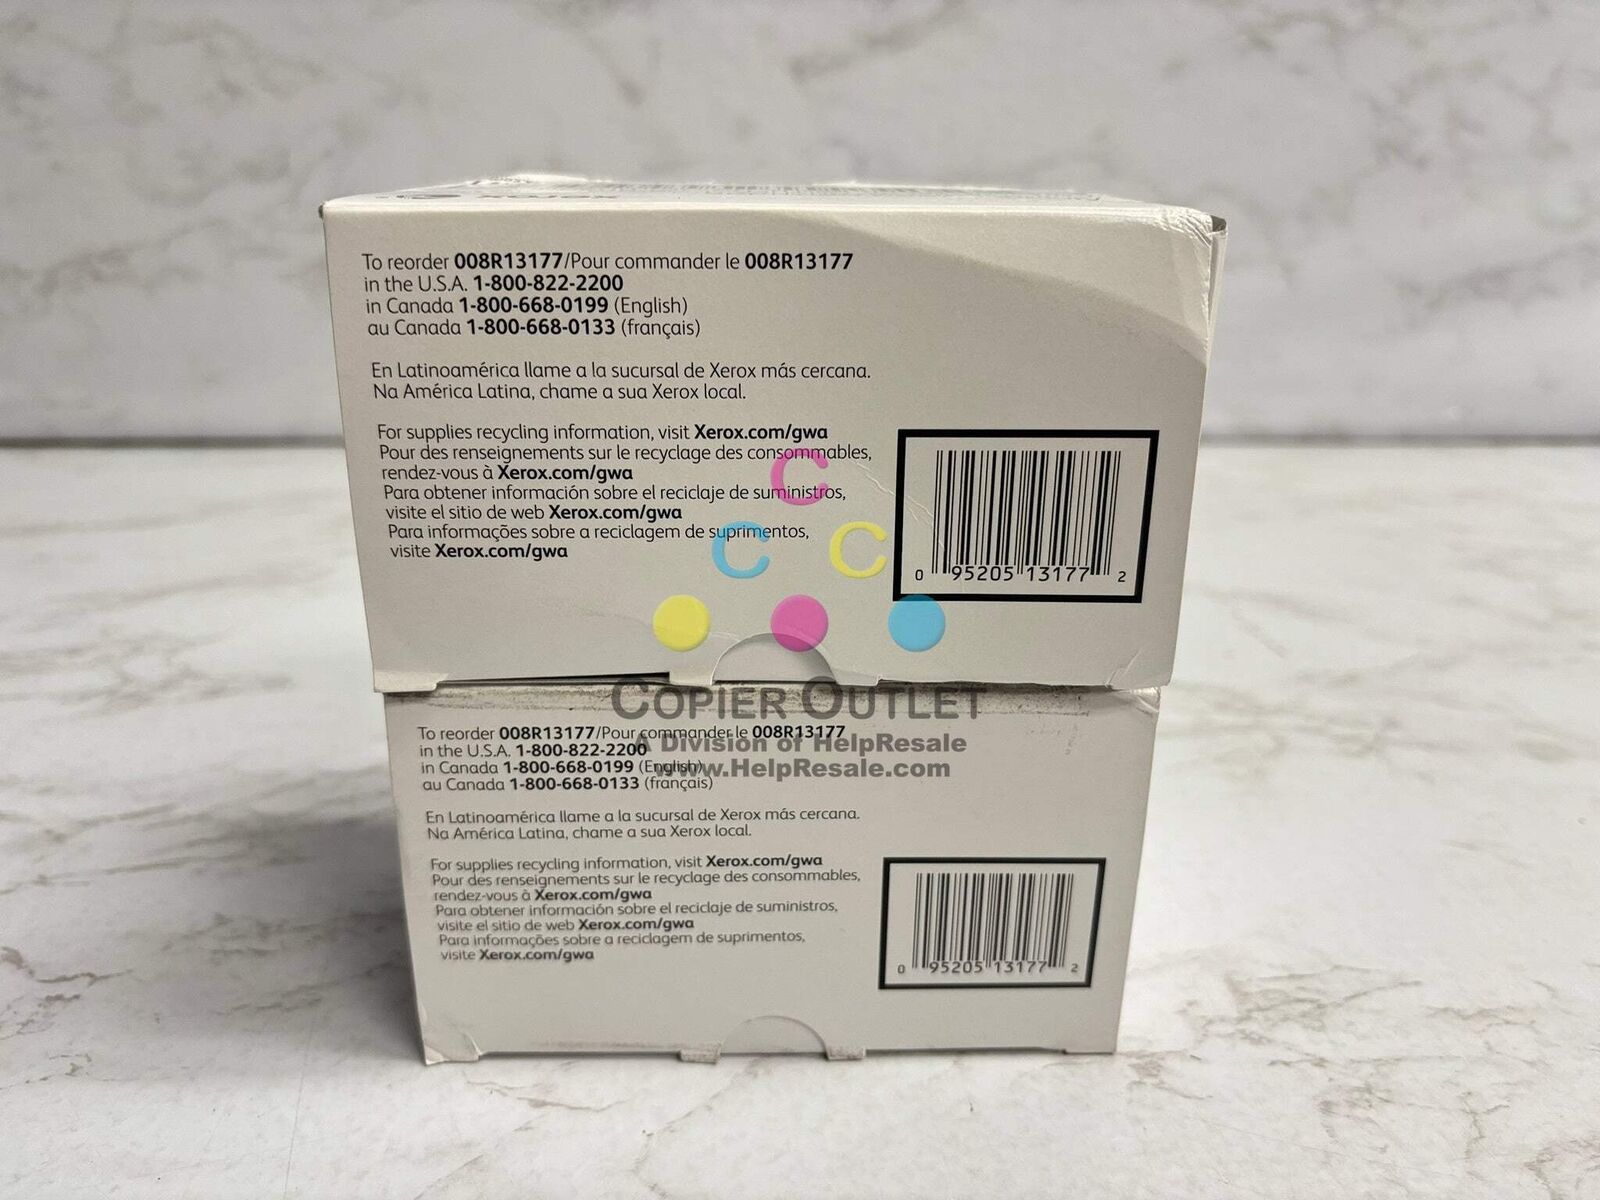 xerox
To reorder 008R13177/Pour commander le 008R13177
in the U.S.A. 1-800-822-2200
in Canada 1-800-668-0199 (English)
au Canada 1-800-668-0133 (français)
En Latinoamérica llame a la sucursal de Xerox más cercana.
Na América Latina, chame a sua Xerox local.
For supplies recycling information, visit Xerox.com/gwa
Pour des renseignements sur le recyclage des consommables,
rendez-vous à Xerox.com/gwa
Para obtener información sobre el reciclaje de suministros,
visite el sitio de web Xerox.com/gwa
Para informações sobre a reciclagem de suprimentos,
visite Xerox.com/gwa
0 95205 13177 2
C
C C
COPIER OUTLET
A Division of HelpResale
www.HelpResale.com
To reorder 008R13177/Pour commander le 008R13177
in the U.S.A. 1-800-822-2200
in Canada 1-800-668-0199 (English)
au Canada 1-800-668-0133 (français)
En Latinoamérica llame a la sucursal de Xerox más cercana.
Na América Latina, chame a sua Xerox local.
For supplies recycling information, visit Xerox.com/gwa
Pour des renseignements sur le recyclage des consommables,
rendez-vous à Xerox.com/gwa
Para obtener información sobre el reciclaje de suministros,
visite el sitio de web Xerox.com/gwa
Para informações sobre a reciclagem de suprimentos,
visite Xerox.com/gwa
0 95205 13177 2